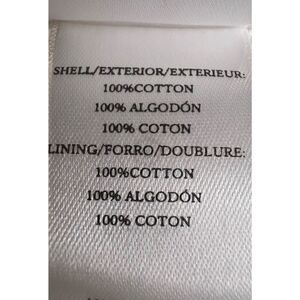 SHELL/EXTERIOR/EXTERIEUR:
100%COTTON
100% ALGODÓN
100% COTON
LINING/FORRO/DOUBLURE:
100%COTTON
100% ALGODÓN
100% COTON